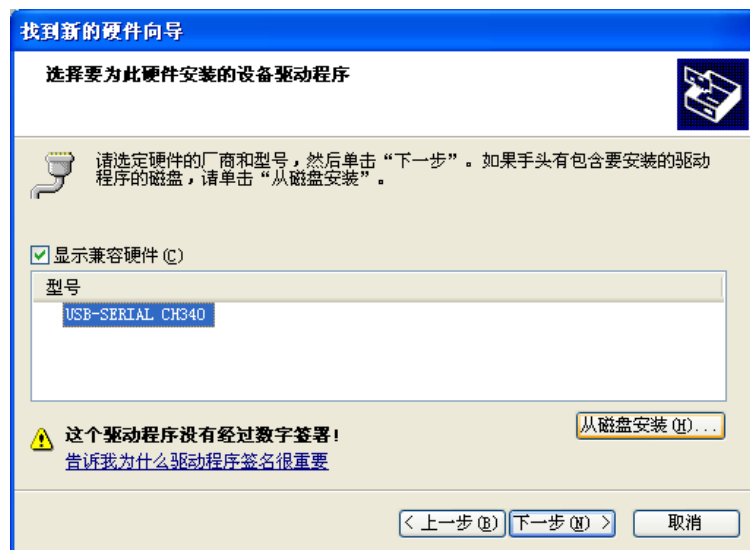 找到新的硬件向导
选择要为此硬件安装的设备驱动程序
请选定硬件的厂商和型号，然后单击“下一步”。如果手头有包含要安装的驱动
程序的磁盘，请单击“从磁盘安装”。
显示兼容硬件(C)
型号
USB-SERIAL CH340
这个驱动程序没有经过数字签署！
从磁盘安装(H)...
告诉我为什么驱动程序签名很重要
< 上一步(B) 下一步(N) > 取消